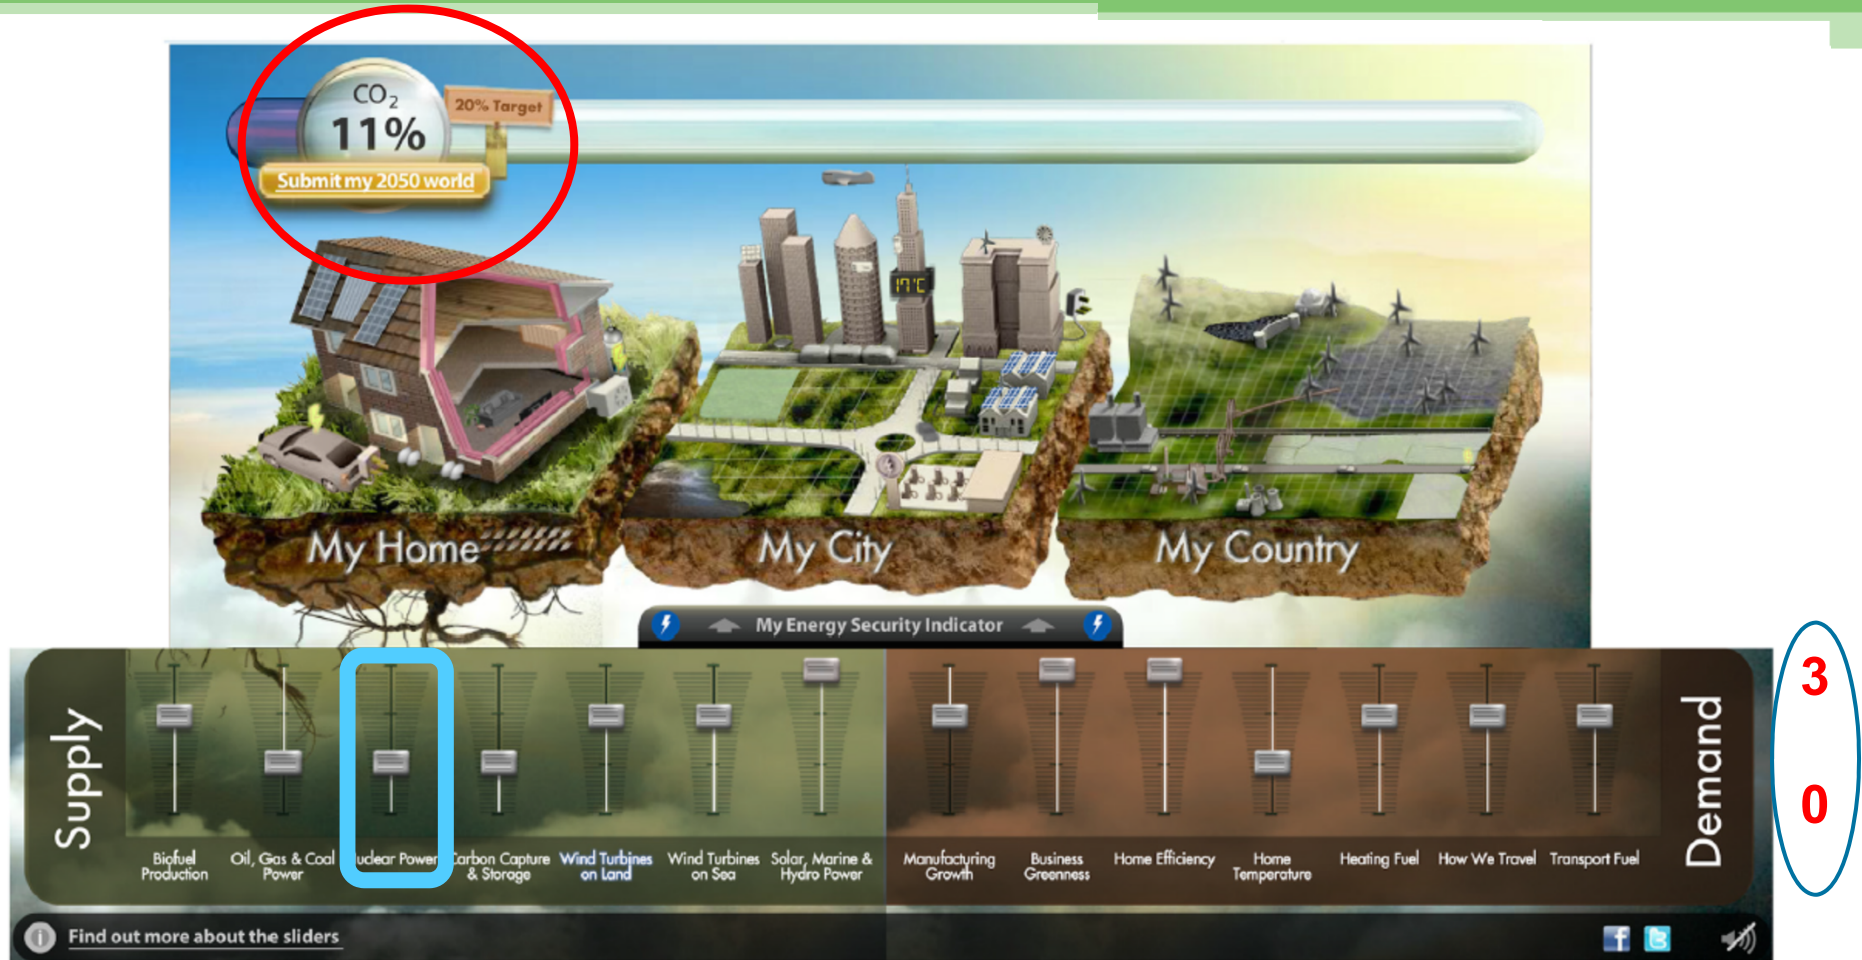 CO2
11%
20% Target
Submit my 2050 world
17°C
My Home
My City
My Country
My Energy Security Indicator
Supply
Biofuel
Production
Oil, Gas & Coal
Power
Nuclear Power
Carbon Capture
& Storage
Wind Turbines
on Land
Wind Turbines
on Sea
Solar, Marine &
Hydro Power
Manufacturing
Growth
Business
Greenness
Home Efficiency
Home
Temperature
Heating Fuel
How We Travel
Transport Fuel
Demand
3
0
Find out more about the sliders